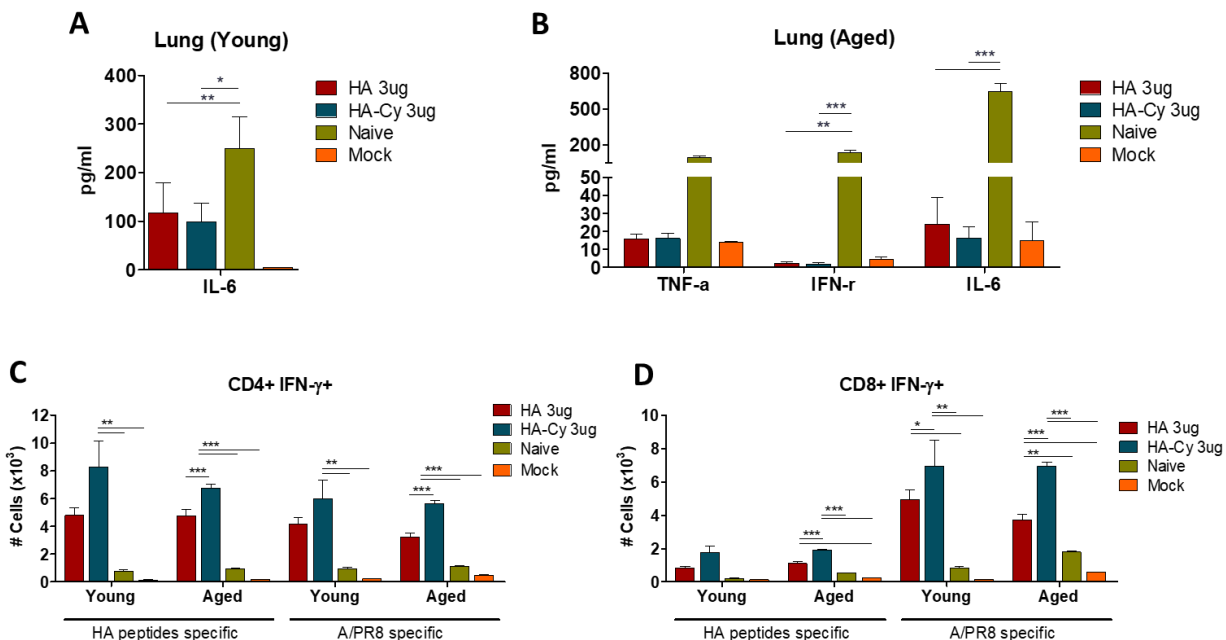 A
Lung (Young)
400
300
200
100
0
pg/ml
*
**
IL-6
HA 3ug
HA-Cy 3ug
Naive
Mock
B
Lung (Aged)
800
500
200
50
40
30
20
10
0
pg/ml
***
***
**
TNF-a IFN-r IL-6
HA 3ug
HA-Cy 3ug
Naive
Mock
C
CD4+ IFN-γ+
12
10
8
6
4
2
0
# Cells (x10³)
** *** ** ***
*** ***
Young Aged Young Aged
HA peptides specific A/PR8 specific
HA 3ug
HA-Cy 3ug
Naive
Mock
D
CD8+ IFN-γ+
10
8
6
4
2
0
# Cells (x10³)
** ***
* ***
**
***
***
Young Aged Young Aged
HA peptides specific A/PR8 specific
HA 3ug
HA-Cy 3ug
Naive
Mock